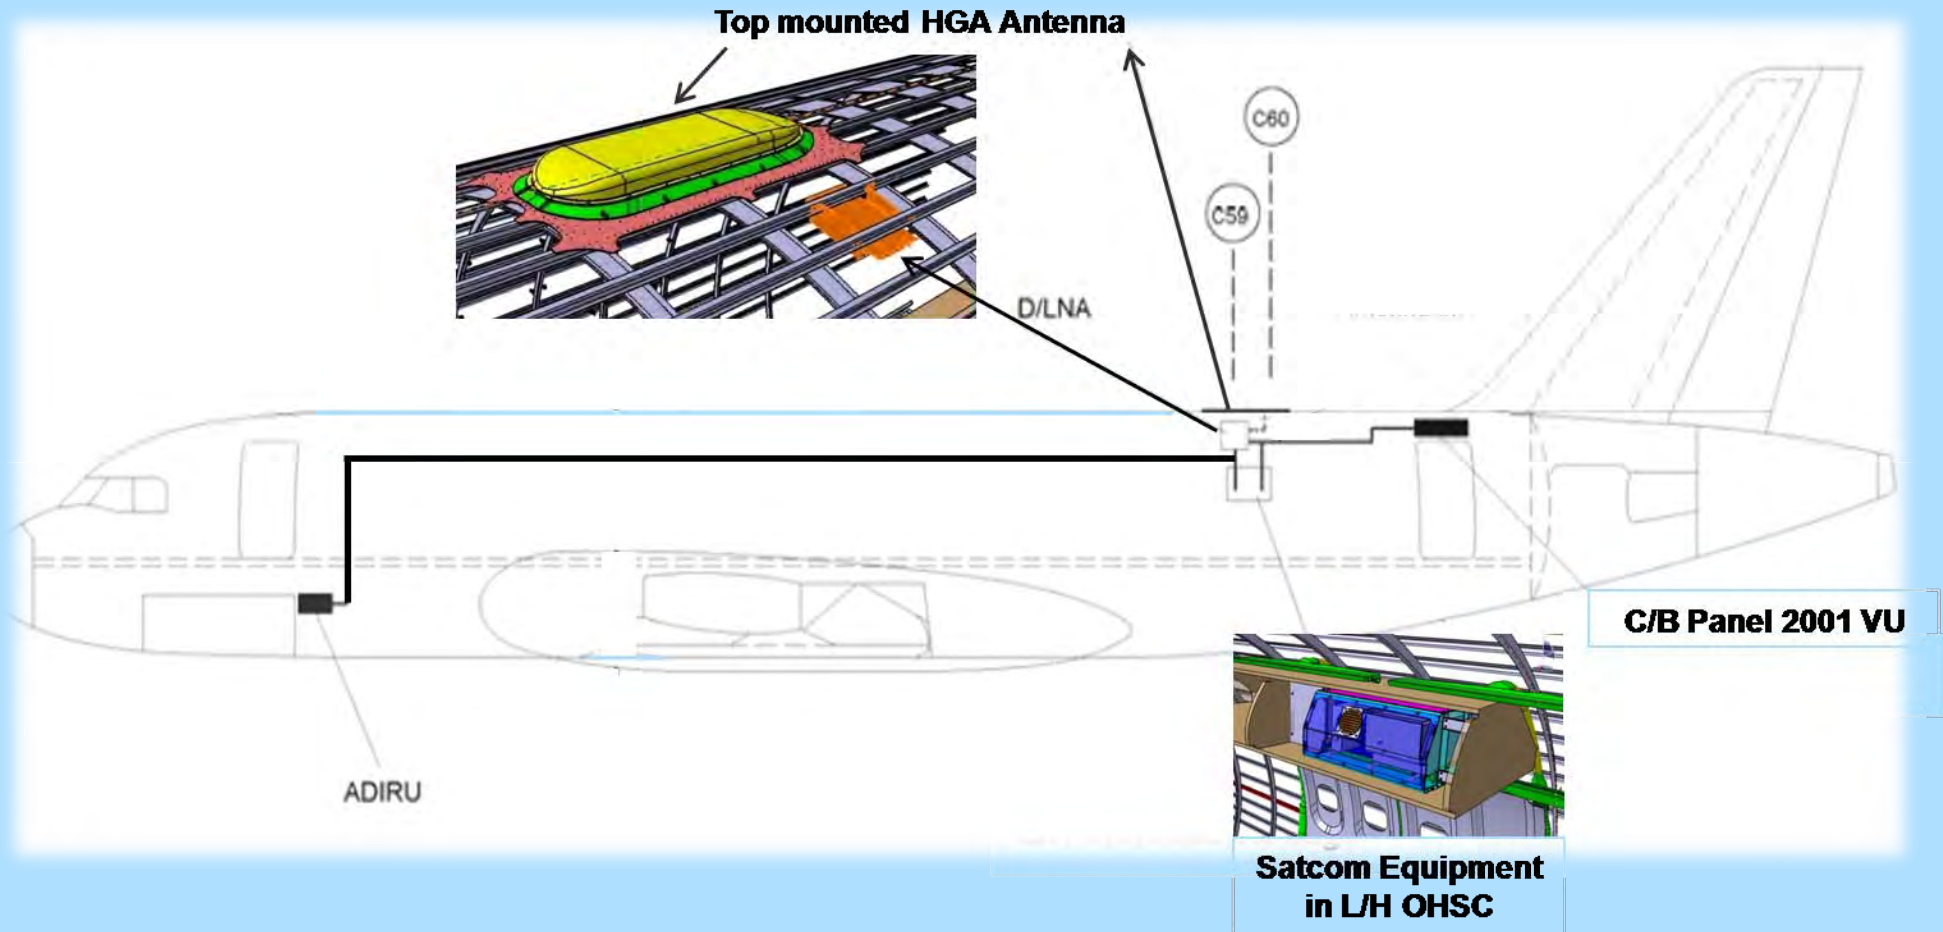 Top mounted HGA Antenna
C60
C59
D/LNA
C/B Panel 2001 VU
ADIRU
Satcom Equipment
in L/H OHSC